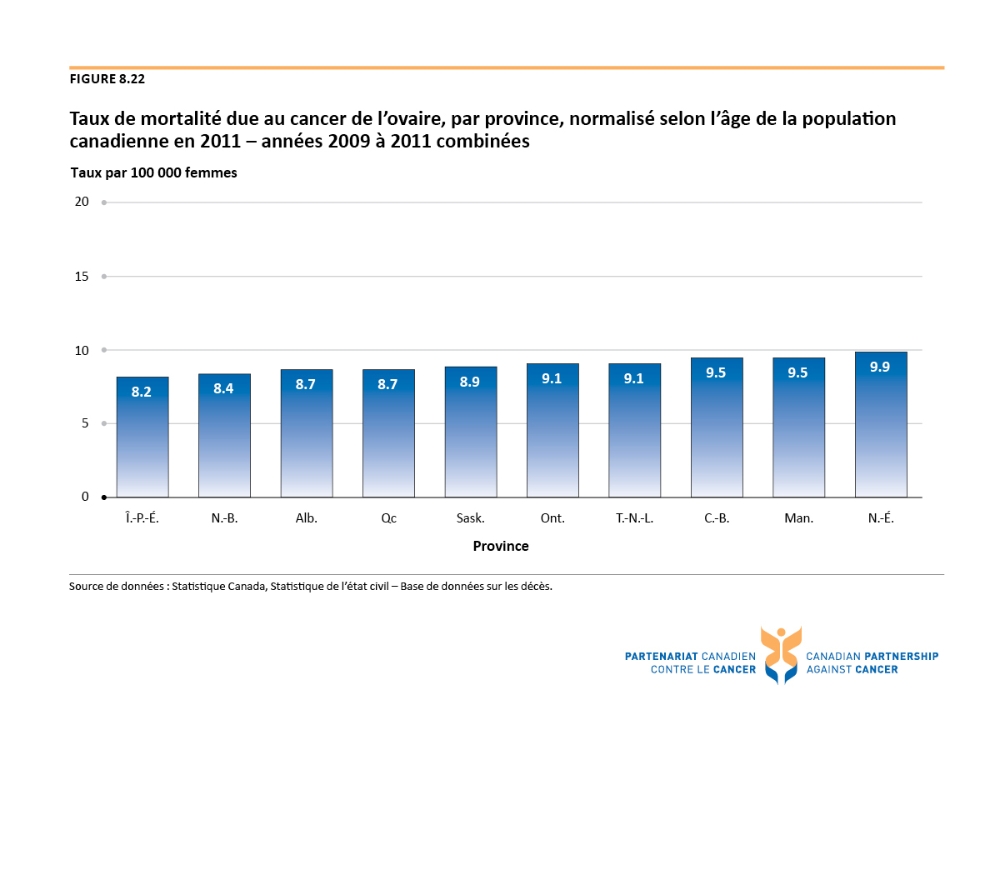 FIGURE 8.22
Taux de mortalité due au cancer de l’ovaire, par province, normalisé selon l’âge de la population
canadienne en 2011 – années 2009 à 2011 combinées
Taux par 100 000 femmes
20
15
10
5
0
8.2 8.4 8.7 8.7 8.9 9.1 9.1 9.5 9.5 9.9
Î.-P.-É. N.-B. Alb. Qc Sask. Ont. T.-N.-L. C.-B. Man. N.-É.
Province
Source de données : Statistique Canada, Statistique de l’état civil – Base de données sur les décès.
PARTENARIAT CANADIEN
CONTRE LE CANCER
CANADIAN PARTNERSHIP
AGAINST CANCER